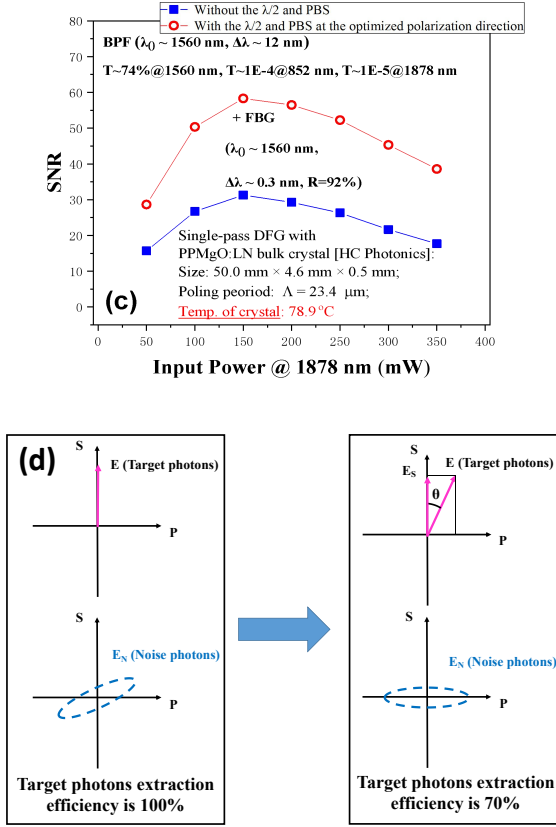 Without the λ/2 and PBS
With the λ/2 and PBS at the optimized polarization direction
SNR
90
80
70
60
50
40
30
20
10
0
BPF (λ0 ~ 1560 nm, Δλ ~ 12 nm)
T~74%@1560 nm, T~1E-4@852 nm, T~1E-5@1878 nm
+ FBG
(λ0 ~ 1560 nm,
Δλ ~ 0.3 nm, R=92%)
Single-pass DFG with
PPMgO:LN bulk crystal [HC Photonics]:
Size: 50.0 mm × 4.6 mm × 0.5 mm;
Poling peoriod: Λ = 23.4 μm;
Temp. of crystal: 78.9 °C
(c)
0 50 100 150 200 250 300 350 400
Input Power @ 1878 nm (mW)
(d)
S
E (Target photons)
P
S
EN (Noise photons)
P
Target photons extraction
efficiency is 100%
S
ES
E (Target photons)
θ
P
S
EN (Noise photons)
P
Target photons extraction
efficiency is 70%